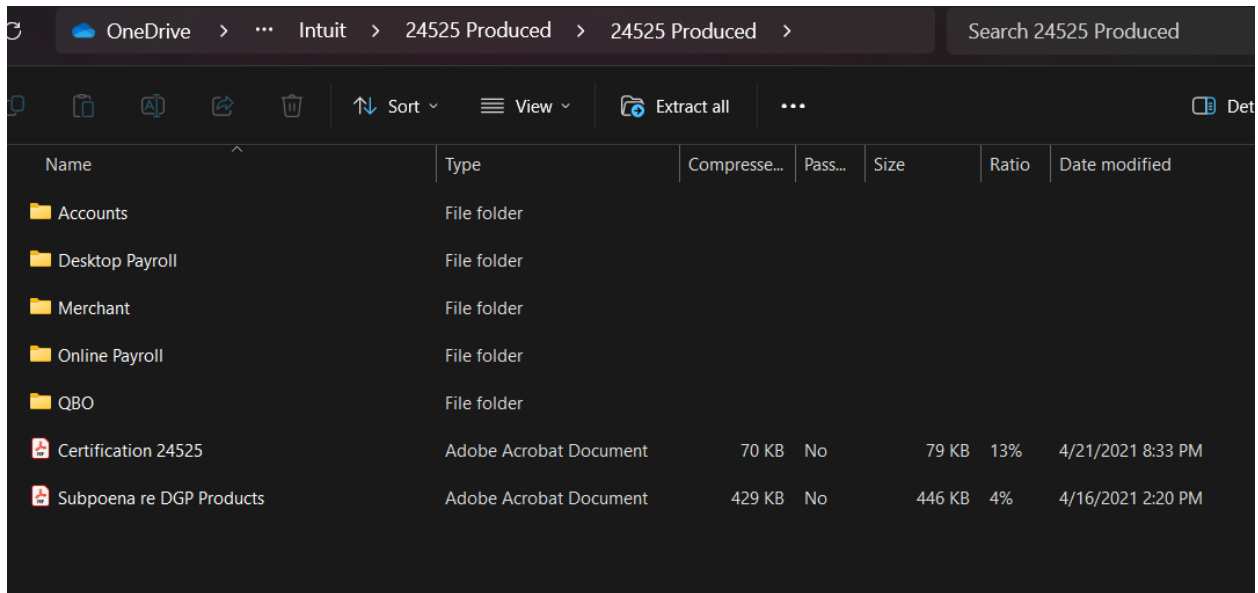 OneDrive > ... Intuit > 24525 Produced > 24525 Produced > Search 24525 Produced
Sort View Extract all ... Det
Name Type Compresse... Pass... Size Ratio Date modified
Accounts File folder
Desktop Payroll File folder
Merchant File folder
Online Payroll File folder
QBO File folder
Certification 24525 Adobe Acrobat Document 70 KB No 79 KB 13% 4/21/2021 8:33 PM
Subpoena re DGP Products Adobe Acrobat Document 429 KB No 446 KB 4% 4/16/2021 2:20 PM